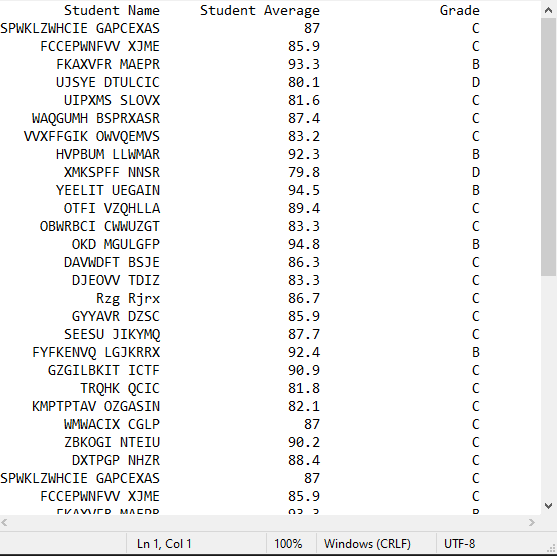 Student Name Student Average Grade
SPWKLZWHCIE GAPCEXAS 87 C
FCCEPWNFVV XJME 85.9 C
FKAXVFR MAEPR 93.3 B
UJSYE DTULCIC 80.1 D
UIPXMS SLOVX 81.6 C
WAQGUMH BSPRXASR 87.4 C
VVXFFGIK OWVQEMVS 83.2 C
HVPBUM LLWMAR 92.3 B
XMKSPFF NNSR 79.8 D
YEELIT UEGAIN 94.5 B
OTFI VZQHLLA 89.4 C
OBWRBCI CWWUZGT 83.3 C
OKD MGULGFP 94.8 B
DAVWDFT BSJE 86.3 C
DJEOVV TDIZ 83.3 C
Rzg Rjrx 86.7 C
GYYAVR DZSC 85.9 C
SEESU JIKYMQ 87.7 C
FYFKENVQ LGJKRRX 92.4 B
GZGILBKIT ICTF 90.9 C
TRQHK QCIC 81.8 C
KMPTPTAV OZGASIN 82.1 C
WMWACIX CGLP 87 C
ZBKOGI NTEIU 90.2 C
DXTPGP NHZR 88.4 C
SPWKLZWHCIE GAPCEXAS 87 C
FCCEPWNFVV XJME 85.9 C
FKAXVFR MAEPR 93.3 B
Ln 1, Col 1 100% Windows (CRLF) UTF-8